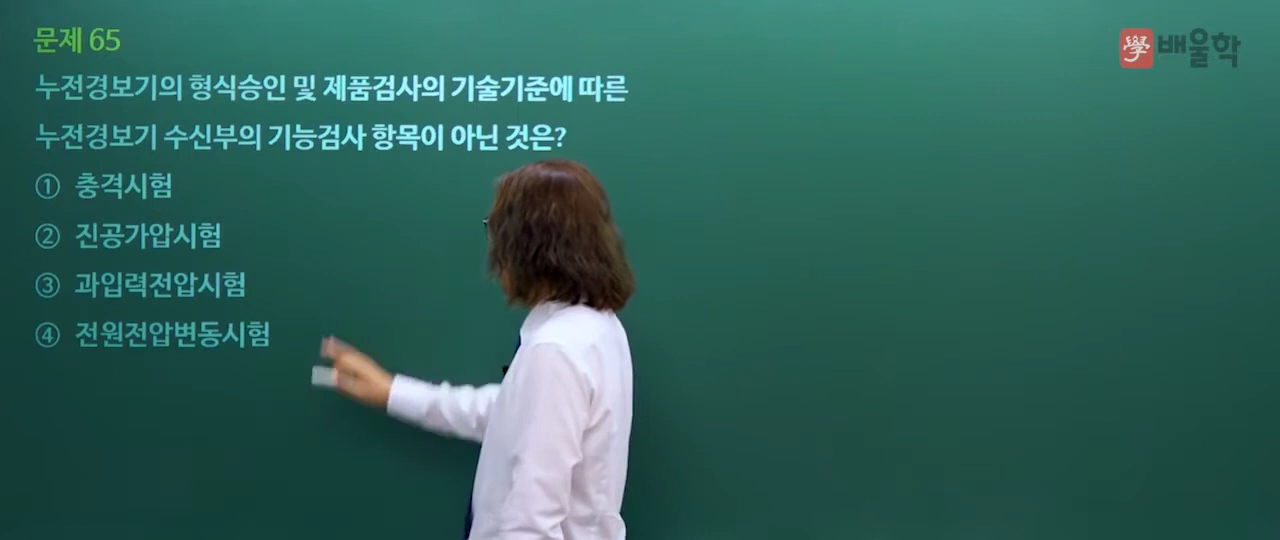 문제 65
學 배울학
누전경보기의 형식승인 및 제품검사의 기술기준에 따른
누전경보기 수신부의 기능검사 항목이 아닌 것은?
① 충격시험
② 진공가압시험
③ 과입력전압시험
④ 전원전압변동시험